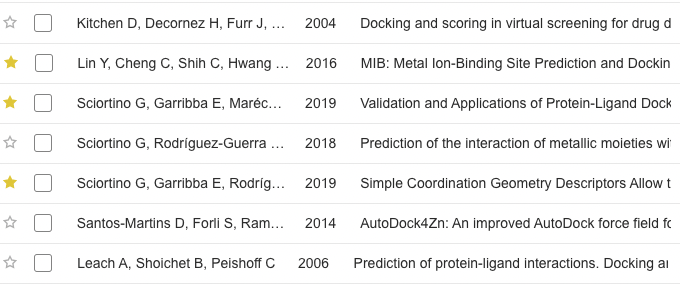 Kitchen D, Decornez H, Furr J, … 2004 Docking and scoring in virtual screening for drug d
Lin Y, Cheng C, Shih C, Hwang … 2016 MIB: Metal Ion-Binding Site Prediction and Dockin
Sciortino G, Garribba E, Maréc… 2019 Validation and Applications of Protein-Ligand Dock
Sciortino G, Rodríguez-Guerra … 2018 Prediction of the interaction of metallic moieties wi
Sciortino G, Garribba E, Rodríg… 2019 Simple Coordination Geometry Descriptors Allow t
Santos-Martins D, Forli S, Ram… 2014 AutoDock4Zn: An improved AutoDock force field fo
Leach A, Shoichet B, Peishoff C 2006 Prediction of protein-ligand interactions. Docking an